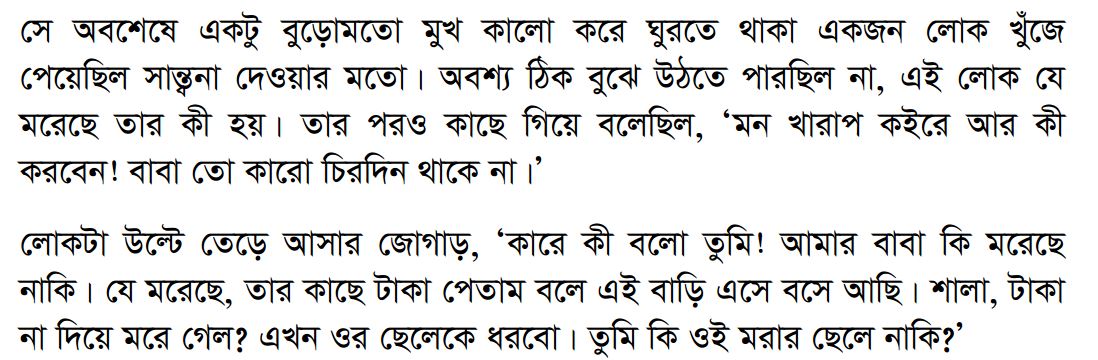 সে অবশেষে একটু বুড়োমতো মুখ কালো করে ঘুরতে থাকা একজন লোক খুঁজে
পেয়েছিল সান্ত্বনা দেওয়ার মতো। অবশ্য ঠিক বুঝে উঠতে পারছিল না, এই লোক যে
মরেছে তার কী হয়। তার পরও কাছে গিয়ে বলেছিল, ‘মন খারাপ কইরে আর কী
করবেন! বাবা তো কারো চিরদিন থাকে না।’
লোকটা উল্টে তেড়ে আসার জোগাড়, ‘কারে কী বলো তুমি! আমার বাবা কি মরেছে
নাকি। যে মরেছে, তার কাছে টাকা পেতাম বলে এই বাড়ি এসে বসে আছি। শালা, টাকা
না দিয়ে মরে গেল? এখন ওর ছেলেকে ধরবো। তুমি কি ওই মরার ছেলে নাকি?’